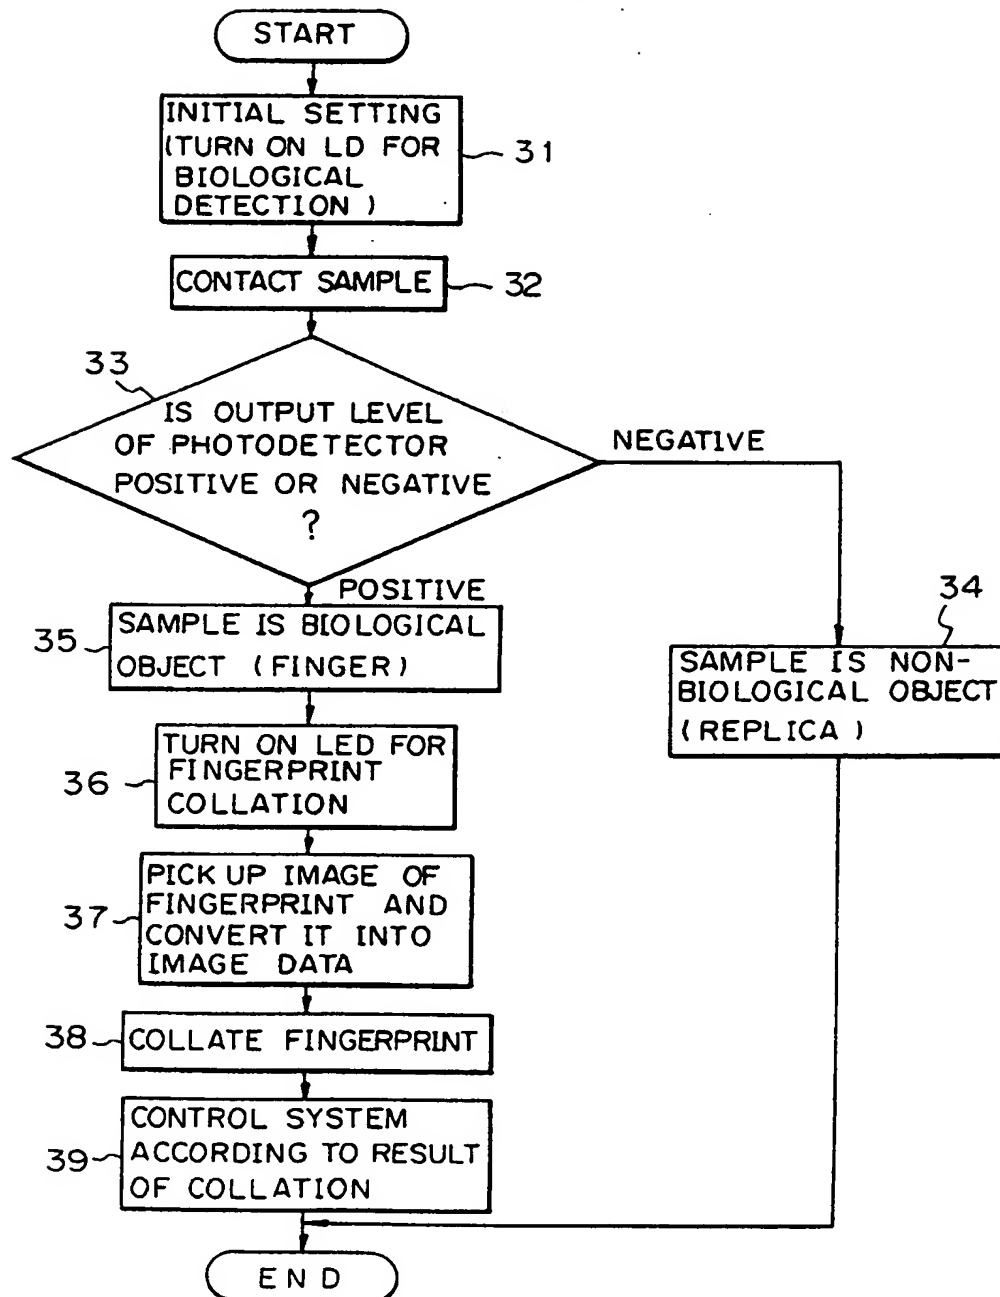 START
INITIAL SETTING
(TURN ON LD FOR
BIOLOGICAL
DETECTION)
31
CONTACT SAMPLE
32
33
IS OUTPUT LEVEL
OF PHOTODETECTOR
POSITIVE OR NEGATIVE
?
NEGATIVE
POSITIVE
34
SAMPLE IS NON-
BIOLOGICAL OBJECT
(REPLICA)
35
SAMPLE IS BIOLOGICAL
OBJECT (FINGER)
36
TURN ON LED FOR
FINGERPRINT
COLLATION
37
PICK UP IMAGE OF
FINGERPRINT AND
CONVERT IT INTO
IMAGE DATA
38
COLLATE FINGERPRINT
39
CONTROL SYSTEM
ACCORDING TO RESULT
OF COLLATION
END